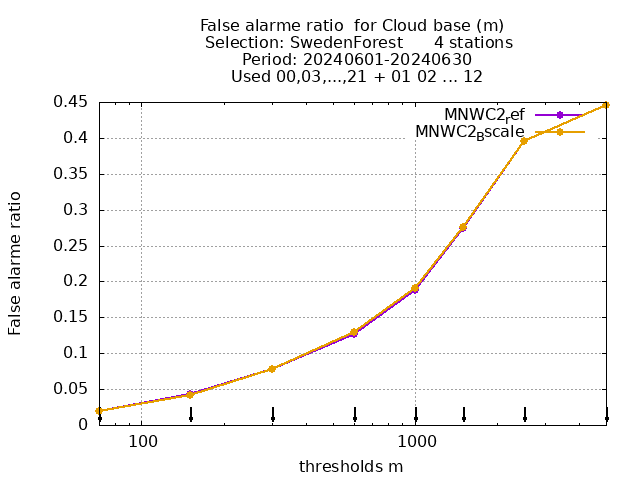 False alarme ratio  for Cloud base (m)
Selection: SwedenForest      4 stations
Period: 20240601-20240630
Used 00,03,...,21 + 01 02 ... 12
MNWC2ref
MNWC2Bscale
0.45
0.4
0.35
0.3
0.25
0.2
0.15
0.1
0.05
0
False alarme ratio
100 1000
thresholds m